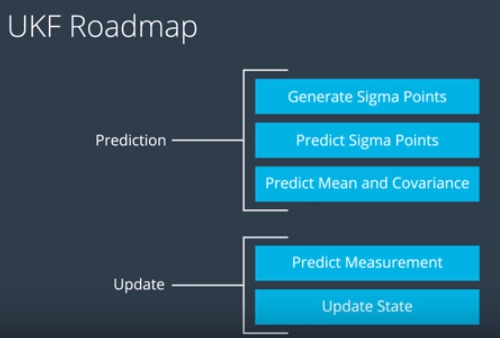 UKF Roadmap
Prediction
Generate Sigma Points
Predict Sigma Points
Predict Mean and Covariance
Update
Predict Measurement
Update State